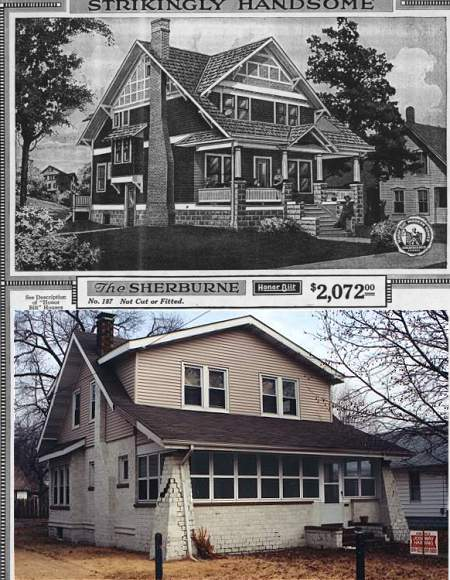 STRIKINGLY HANDSOME
See Description
of "Honor
Bilt" Houses
The SHERBURNE
Honor Bilt
$2,072.00
No. 187 Not Cut or Fitted.